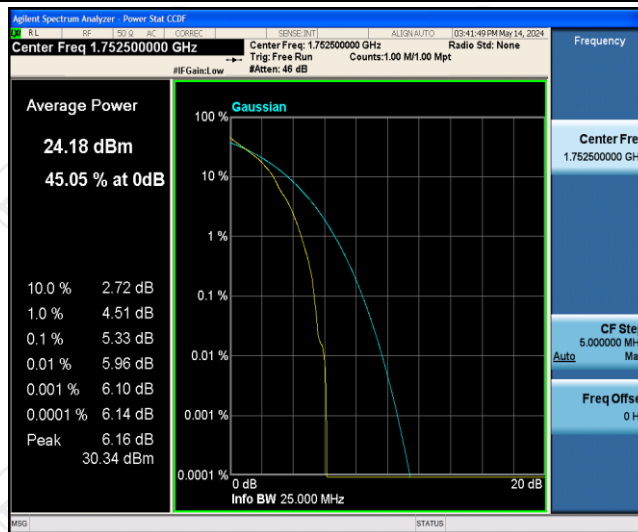 Agilent Spectrum Analyzer - Power Stat CCDF
RL RF 50 Ω AC CORREC SENSE:INT ALIGN AUTO 03:41:49 PM May 14, 2024
Center Freq 1.752500000 GHz
Center Freq: 1.752500000 GHz Radio Std: None
Trig: Free Run Counts:1.00 M/1.00 Mpt
#IFGain:Low #Atten: 46 dB
Frequency
Average Power
24.18 dBm
45.05 % at 0dB
10.0 % 2.72 dB
1.0 % 4.51 dB
0.1 % 5.33 dB
0.01 % 5.96 dB
0.001 % 6.10 dB
0.0001 % 6.14 dB
Peak 6.16 dB
30.34 dBm
Gaussian
100 %
10 %
1 %
0.1 %
0.01 %
0.001 %
0.0001 %
0 dB 20 dB
Info BW 25.000 MHz
Center Fre
1.752500000 GH
CF Ste
5.000000 MH
Auto Ma
Freq Offse
0 H
MSG STATUS